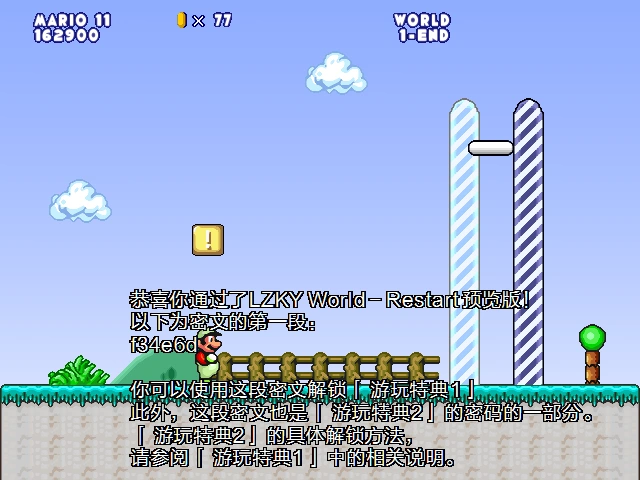 MARIO 11
× 77
WORLD
162900
1-END
!
恭喜你通过了LZKY World－Restart预览版!
以下为密文的第一段:
f34e6d
你可以使用这段密文解锁「游玩特典1」
此外，这段密文也是「游玩特典2」的密码的一部分。
「游玩特典2」的具体解锁方法，
请参阅「游玩特典1」中的相关说明。